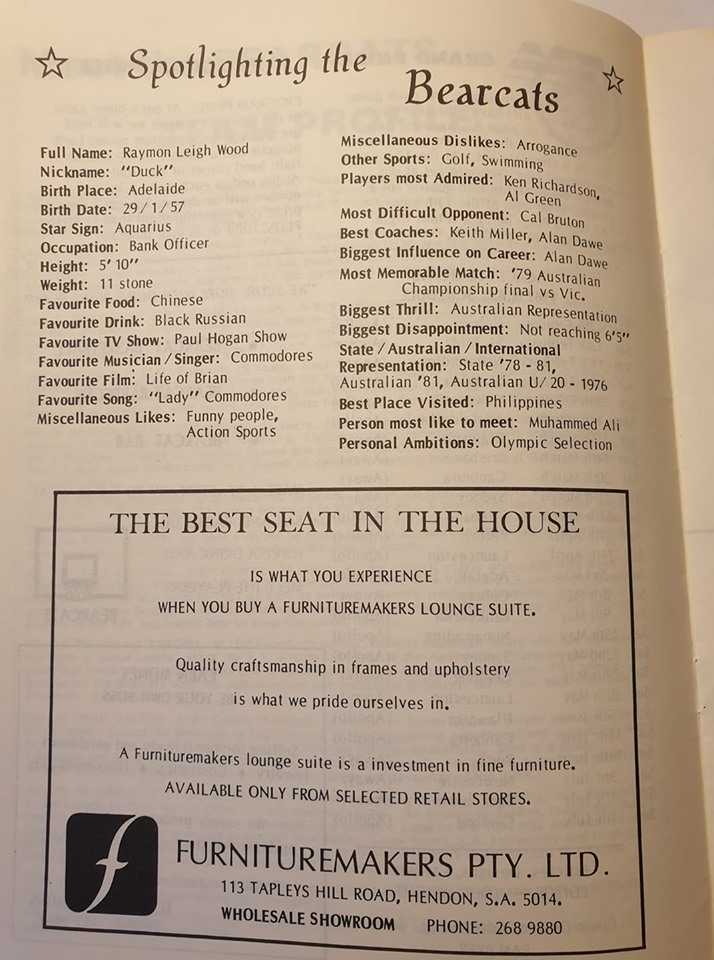 ☆ Spotlighting the Bearcats ☆
Full Name: Raymon Leigh Wood
Nickname: "Duck"
Birth Place: Adelaide
Birth Date: 29/1/57
Star Sign: Aquarius
Occupation: Bank Officer
Height: 5' 10"
Weight: 11 stone
Favourite Food: Chinese
Favourite Drink: Black Russian
Favourite TV Show: Paul Hogan Show
Favourite Musician/Singer: Commodores
Favourite Film: Life of Brian
Favourite Song: "Lady" Commodores
Miscellaneous Likes: Funny people,
Action Sports
Miscellaneous Dislikes: Arrogance
Other Sports: Golf, Swimming
Players most Admired: Ken Richardson,
Al Green
Most Difficult Opponent: Cal Bruton
Best Coaches: Keith Miller, Alan Dawe
Biggest Influence on Career: Alan Dawe
Most Memorable Match: '79 Australian
Championship final vs Vic.
Biggest Thrill: Australian Representation
Biggest Disappointment: Not reaching 6'5"
State/Australian/International
Representation: State '78 - 81,
Australian '81, Australian U/20 - 1976
Best Place Visited: Philippines
Person most like to meet: Muhammed Ali
Personal Ambitions: Olympic Selection
THE BEST SEAT IN THE HOUSE
IS WHAT YOU EXPERIENCE
WHEN YOU BUY A FURNITUREMAKERS LOUNGE SUITE.
Quality craftsmanship in frames and upholstery
is what we pride ourselves in.
A Furnituremakers lounge suite is a investment in fine furniture.
AVAILABLE ONLY FROM SELECTED RETAIL STORES.
f FURNITUREMAKERS PTY. LTD.
113 TAPLEYS HILL ROAD, HENDON, S.A. 5014.
WHOLESALE SHOWROOM PHONE: 268 9880